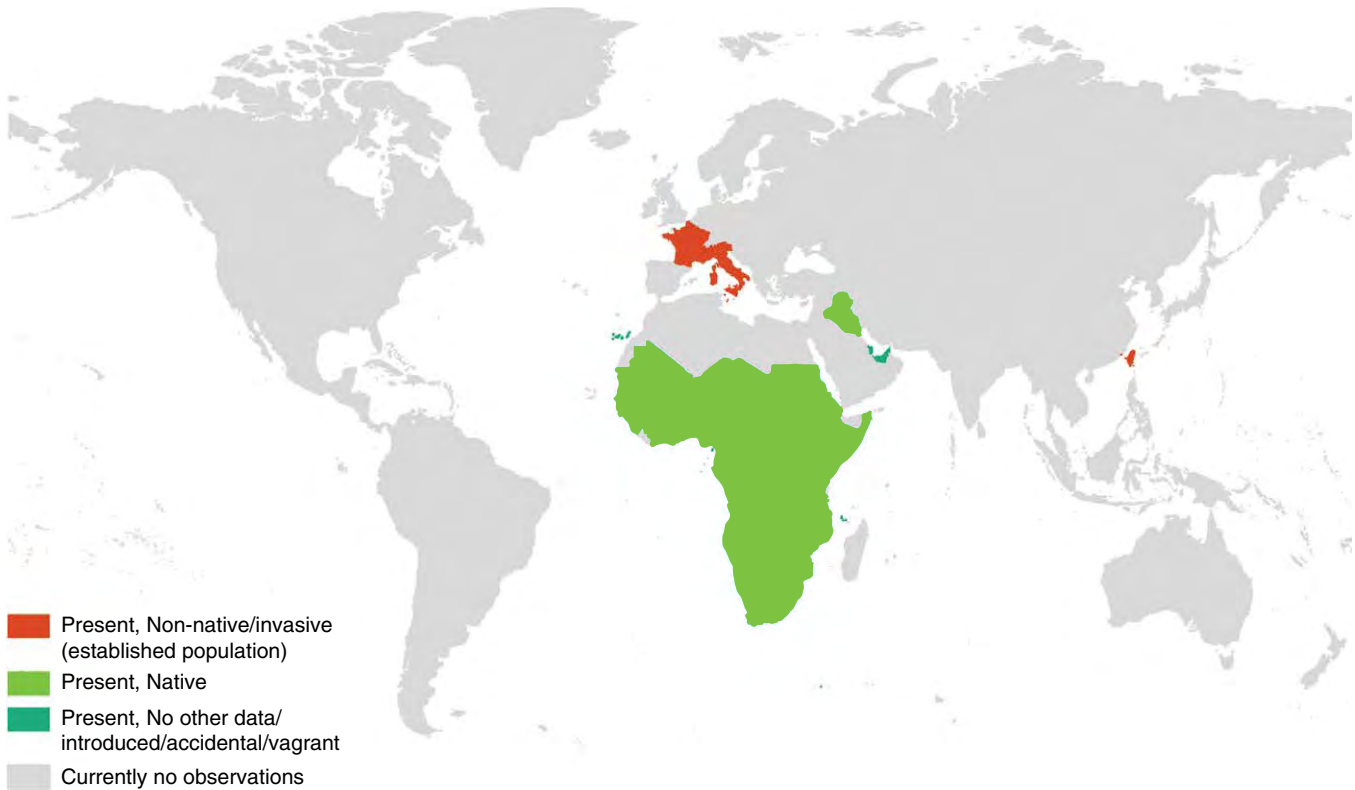 Present, Non-native/invasive
(established population)
Present, Native
Present, No other data/
introduced/accidental/vagrant
Currently no observations